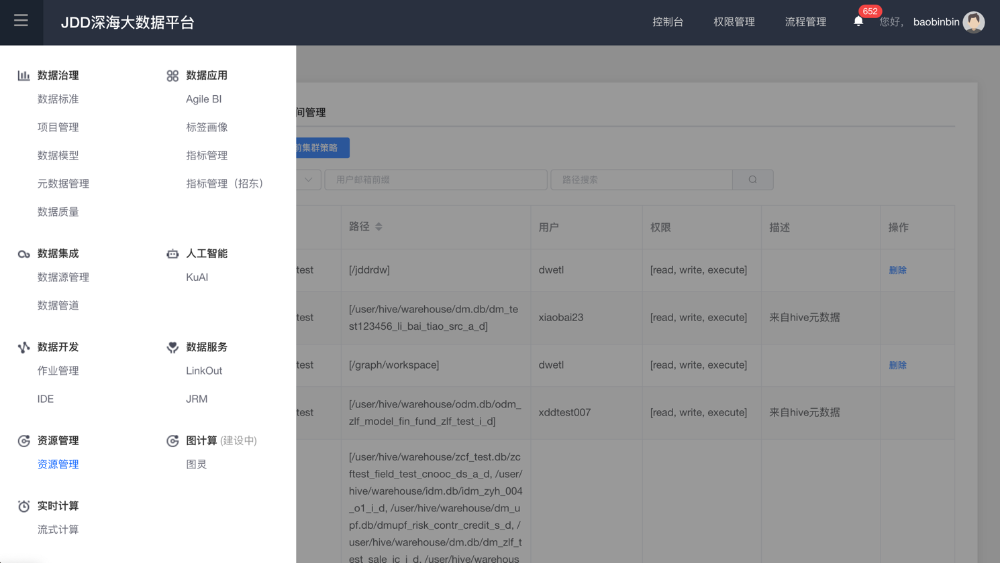 JDD深海大数据平台
控制台
权限管理
流程管理
652
您好，
baobinbin
数据治理
数据标准
项目管理
数据模型
元数据管理
数据质量
数据应用
Agile BI
标签画像
指标管理
指标管理（招东）
数据集成
数据源管理
数据管道
人工智能
KuAI
数据开发
作业管理
IDE
数据服务
LinkOut
JRM
资源管理
资源管理
图计算 (建设中)
图灵
实时计算
流式计算
间管理
前集群策略
用户邮箱前缀
路径搜索
路径
用户
权限
描述
操作
test
[/jddrdw]
dwetl
[read, write, execute]
删除
test
[/user/hive/warehouse/dm.db/dm_te
st123456_li_bai_tiao_src_a_d]
xiaobai23
[read, write, execute]
来自hive元数据
test
[/graph/workspace]
dwetl
[read, write, execute]
删除
test
[/user/hive/warehouse/odm.db/odm_
zlf_model_fin_fund_zlf_test_i_d]
xddtest007
[read, write, execute]
来自hive元数据
[/user/hive/warehouse/zcf_test.db/zc
ftest_field_test_cnooc_ds_a_d, /user/
hive/warehouse/idm.db/idm_zyh_004
_o1_i_d, /user/hive/warehouse/dm_u
pf.db/dmupf_risk_contr_credit_s_d, /
user/hive/warehouse/dm.db/dm_zlf_t
est_sale_jc_i_d, /user/hive/warehous